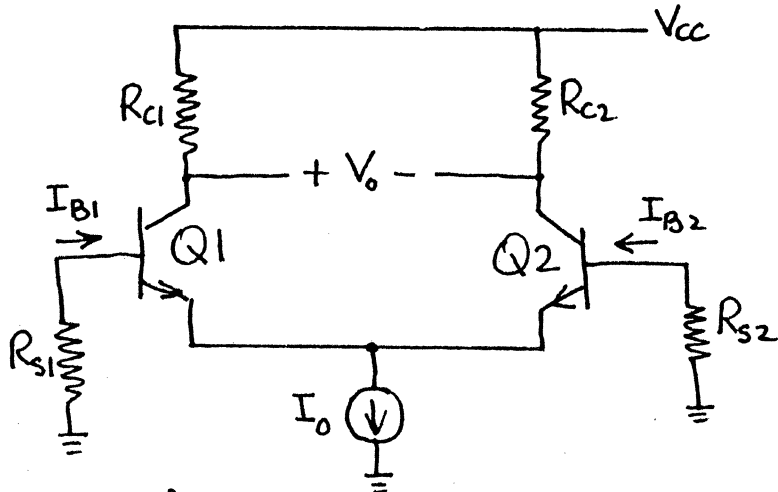 VCC
RC1
RC2
+ Vo -
IB1
IB2
Q1
Q2
RS1
RS2
Io